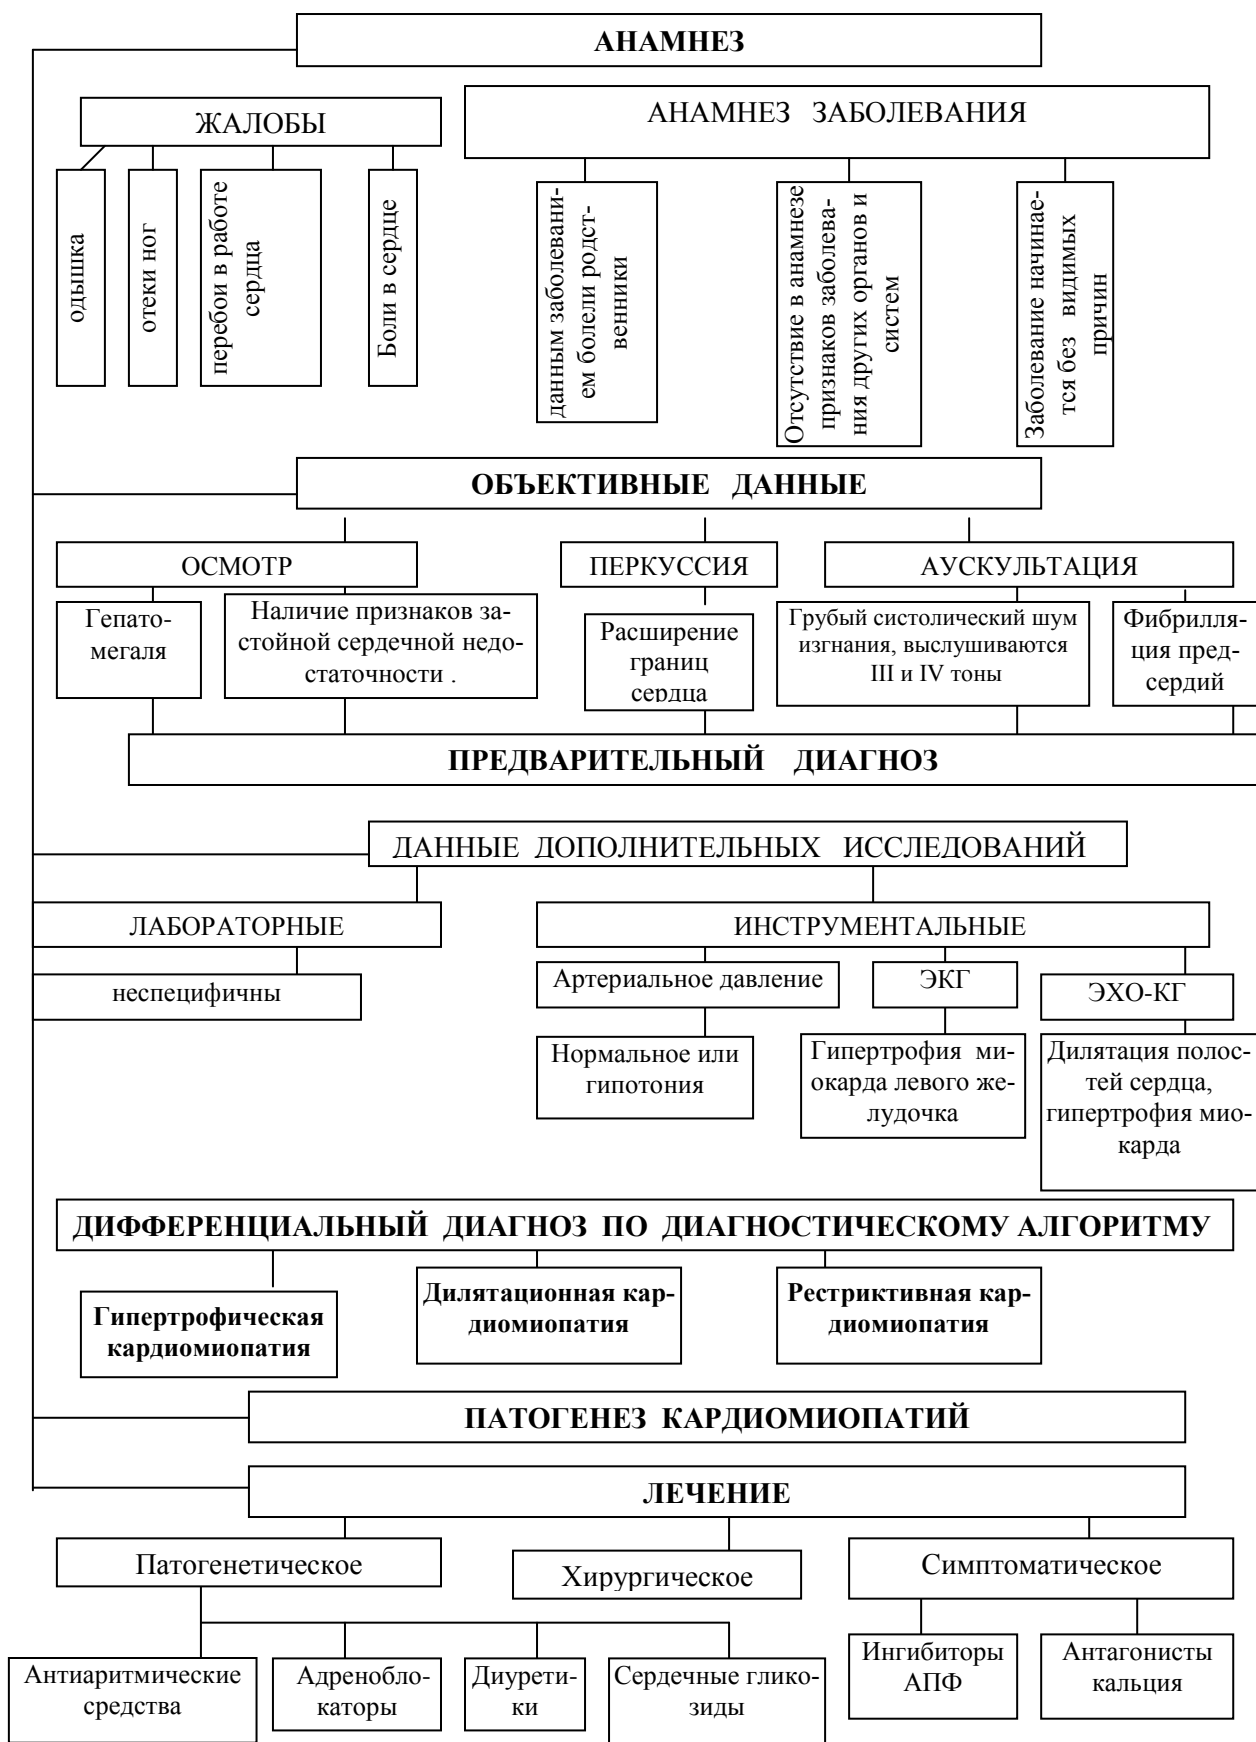 АНАМНЕЗ
ЖАЛОБЫ
АНАМНЕЗ ЗАБОЛЕВАНИЯ
одышка
отеки ног
перебои в работе
сердца
Боли в сердце
данным заболевани-
ем болели родст-
венники
Отсутствие в анамнезе
признаков заболева-
ния других органов и
систем
Заболевание начинае-
тся без видимых
причин
ОБЪЕКТИВНЫЕ ДАННЫЕ
ОСМОТР
ПЕРКУССИЯ
АУСКУЛЬТАЦИЯ
Гепато-
мегаля
Наличие признаков за-
стойной сердечной недо-
статочности .
Расширение
границ
сердца
Грубый систолический шум
изгнания, выслушиваются
III и IV тоны
Фибрилля-
ция пред-
сердий
ПРЕДВАРИТЕЛЬНЫЙ ДИАГНОЗ
ДАННЫЕ ДОПОЛНИТЕЛЬНЫХ ИССЛЕДОВАНИЙ
ЛАБОРАТОРНЫЕ
ИНСТРУМЕНТАЛЬНЫЕ
неспецифичны
Артериальное давление
ЭКГ
ЭХО-КГ
Нормальное или
гипотония
Гипертрофия ми-
окарда левого же-
лудочка
Дилятация полос-
тей сердца,
гипертрофия мио-
карда
ДИФФЕРЕНЦИАЛЬНЫЙ ДИАГНОЗ ПО ДИАГНОСТИЧЕСКОМУ АЛГОРИТМУ
Гипертрофическая
кардиомиопатия
Дилятационная кар-
диомиопатия
Рестриктивная кар-
диомиопатия
ПАТОГЕНЕЗ КАРДИОМИОПАТИЙ
ЛЕЧЕНИЕ
Патогенетическое
Хирургическое
Симптоматическое
Антиаритмические
средства
Адренобло-
каторы
Диурети-
ки
Сердечные глико-
зиды
Ингибиторы
АПФ
Антагонисты
кальция